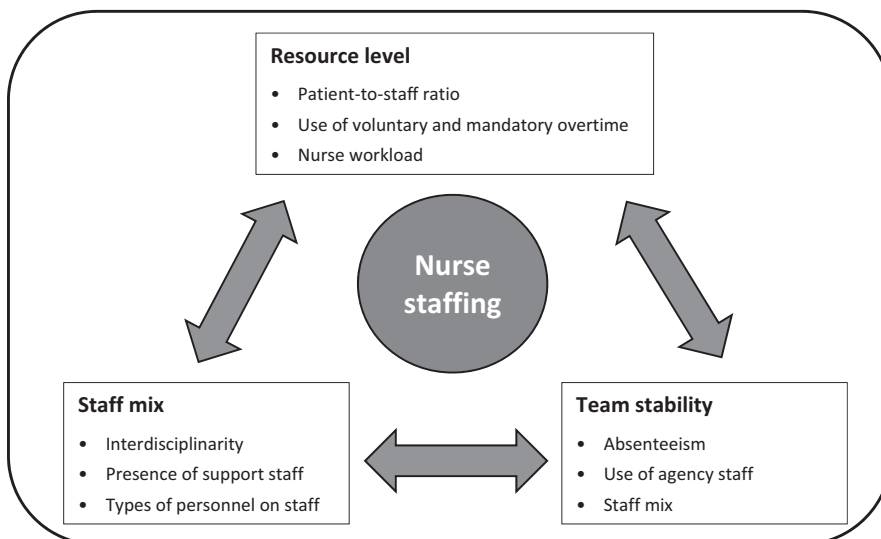 Resource level
• Patient-to-staff ratio
• Use of voluntary and mandatory overtime
• Nurse workload
Nurse
staffing
Staff mix
• Interdisciplinarity
• Presence of support staff
• Types of personnel on staff
Team stability
• Absenteeism
• Use of agency staff
• Staff mix